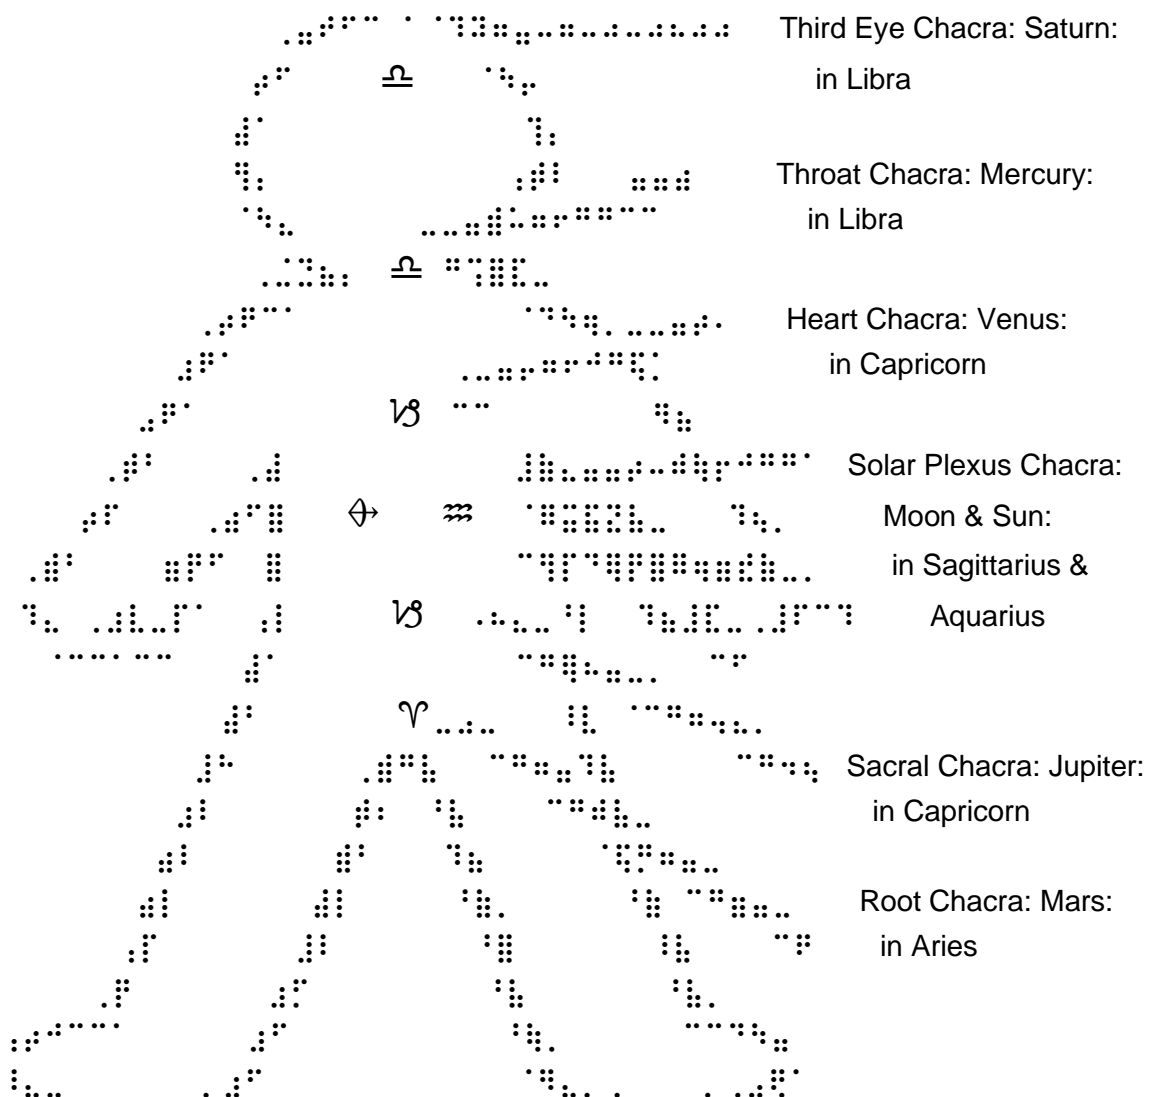 Third Eye Chacra: Saturn:
in Libra
♎
Throat Chacra: Mercury:
in Libra
♎
Heart Chacra: Venus:
in Capricorn
♑
Solar Plexus Chacra:
♐ ♒ Moon & Sun:
in Sagittarius &
♑ Aquarius
♈
Sacral Chacra: Jupiter:
in Capricorn
Root Chacra: Mars:
in Aries